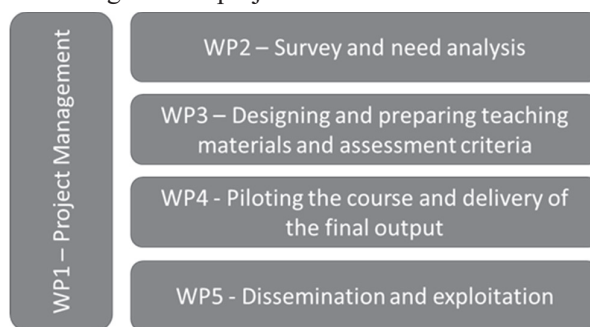 WP1 – Project Management
WP2 – Survey and need analysis
WP3 – Designing and preparing teaching
materials and assessment criteria
WP4 - Piloting the course and delivery of
the final output
WP5 - Dissemination and exploitation